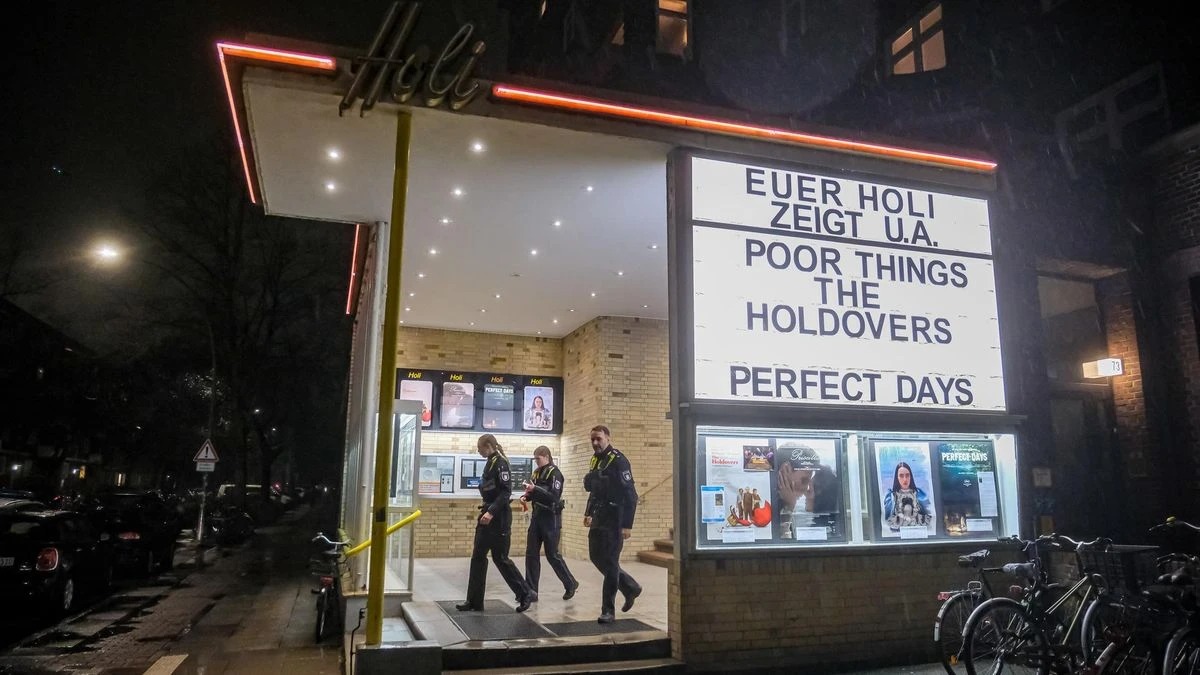 Holi
EUER HOLI
ZEIGT U.A.
POOR THINGS
THE
HOLDOVERS
PERFECT DAYS
Holi
Holi
Holi
Holi
PERFECT DAYS
73
Holdovers
Priscilla
PERFECT DAYS